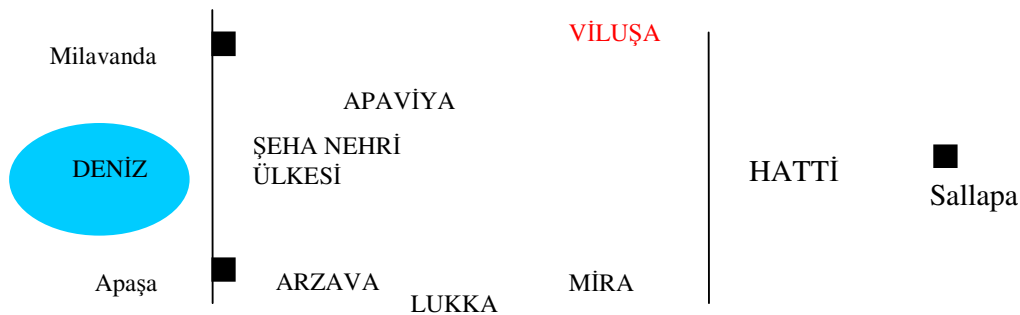 VİLUŞA
Milavanda
APAVİYA
ŞEHA NEHRİ
ÜLKESİ
DENİZ
HATTİ
Sallapa
Apaşa
ARZAVA
MİRA
LUKKA